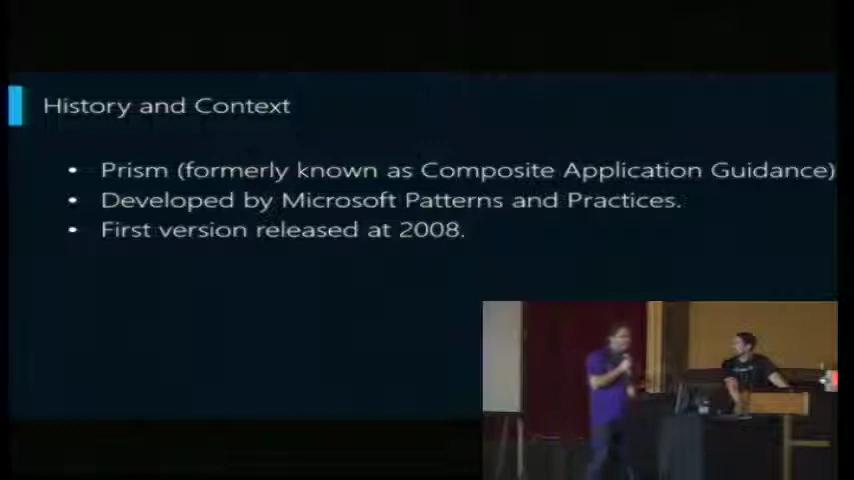 History and Context
• Prism (formerly known as Composite Application Guidance)
• Developed by Microsoft Patterns and Practices.
• First version released at 2008.